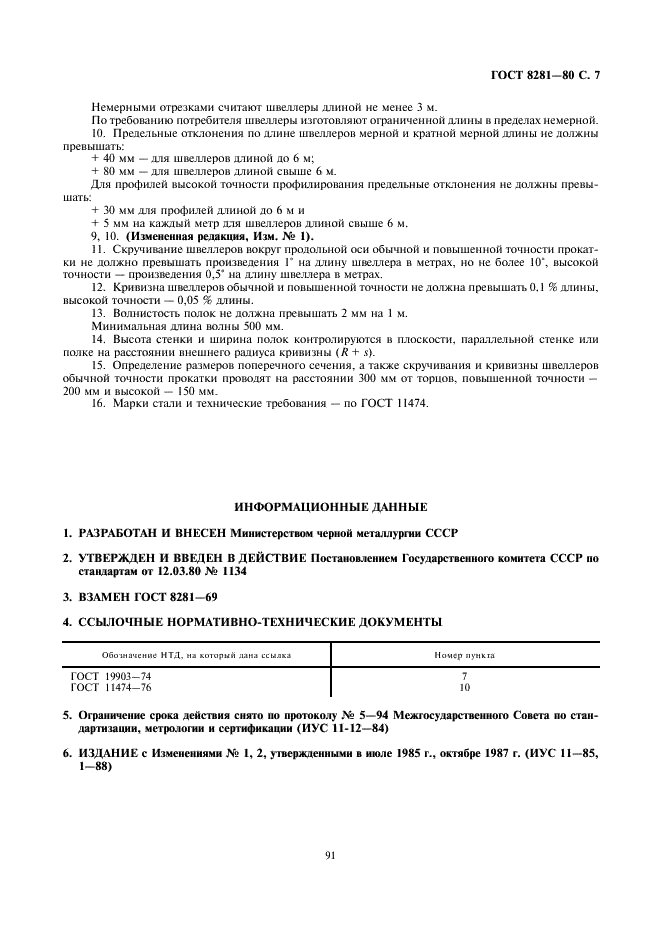 ГОСТ 8281—80 С. 7
Немерными отрезками считают швеллеры длиной не менее 3 м.
По требованию потребителя швеллеры изготовляют ограниченной длины в пределах немерной.
10. Предельные отклонения по длине швеллеров мерной и кратной мерной длины не должны
превышать:
+ 40 мм — для швеллеров длиной до 6 м;
+ 80 мм — для швеллеров длиной свыше 6 м.
Для профилей высокой точности профилирования предельные отклонения не должны превы-
шать:
+ 30 мм для профилей длиной до 6 м и
+ 5 мм на каждый метр для швеллеров длиной свыше 6 м.
9, 10. (Измененная редакция, Изм. № 1).
11. Скручивание швеллеров вокруг продольной оси обычной и повышенной точности прокат-
ки не должно превышать произведения 1° на длину швеллера в метрах, но не более 10°, высокой
точности — произведения 0,5° на длину швеллера в метрах.
12. Кривизна швеллеров обычной и повышенной точности не должна превышать 0,1 % длины,
высокой точности — 0,05 % длины.
13. Волнистость полок не должна превышать 2 мм на 1 м.
Минимальная длина волны 500 мм.
14. Высота стенки и ширина полок контролируются в плоскости, параллельной стенке или
полке на расстоянии внешнего радиуса кривизны (R + s).
15. Определение размеров поперечного сечения, а также скручивания и кривизны швеллеров
обычной точности прокатки проводят на расстоянии 300 мм от торцов, повышенной точности —
200 мм и высокой — 150 мм.
16. Марки стали и технические требования — по ГОСТ 11474.
ИНФОРМАЦИОННЫЕ ДАННЫЕ
1. РАЗРАБОТАН И ВНЕСЕН Министерством черной металлургии СССР
2. УТВЕРЖДЕН И ВВЕДЕН В ДЕЙСТВИЕ Постановлением Государственного комитета СССР по
стандартам от 12.03.80 № 1134
3. ВЗАМЕН ГОСТ 8281—69
4. ССЫЛОЧНЫЕ НОРМАТИВНО-ТЕХНИЧЕСКИЕ ДОКУМЕНТЫ
Обозначение НТД, на который дана ссылка Номер пункта
ГОСТ 19903—74 7
ГОСТ 11474—76 10
5. Ограничение срока действия снято по протоколу № 5—94 Межгосударственного Совета по стан-
дартизации, метрологии и сертификации (ИУС 11-12—84)
6. ИЗДАНИЕ с Изменениями № 1, 2, утвержденными в июле 1985 г., октябре 1987 г. (ИУС 11—85,
1—88)
91